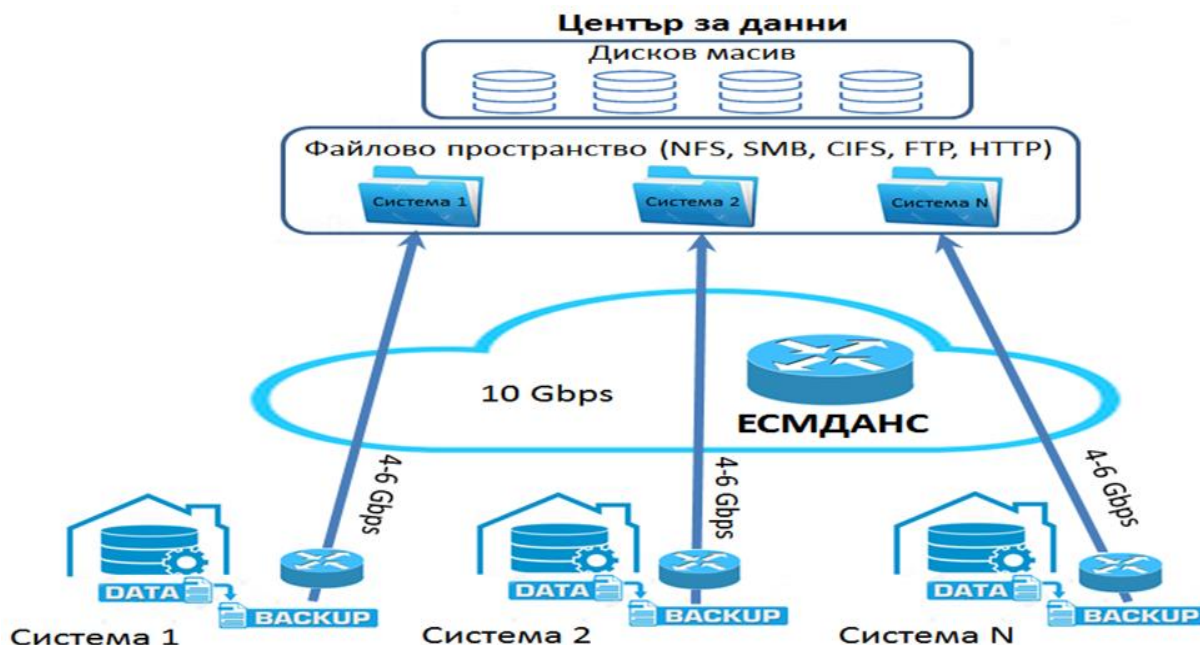 Център за данни
Дисков масив
Файлово пространство (NFS, SMB, CIFS, FTP, HTTP)
Система 1
Система 2
Система N
10 Gbps
ЕСМДАНС
4-6 Gbps
4-6 Gbps
4-6 Gbps
DATA
BACKUP
Система 1
DATA
BACKUP
Система 2
DATA
BACKUP
Система N